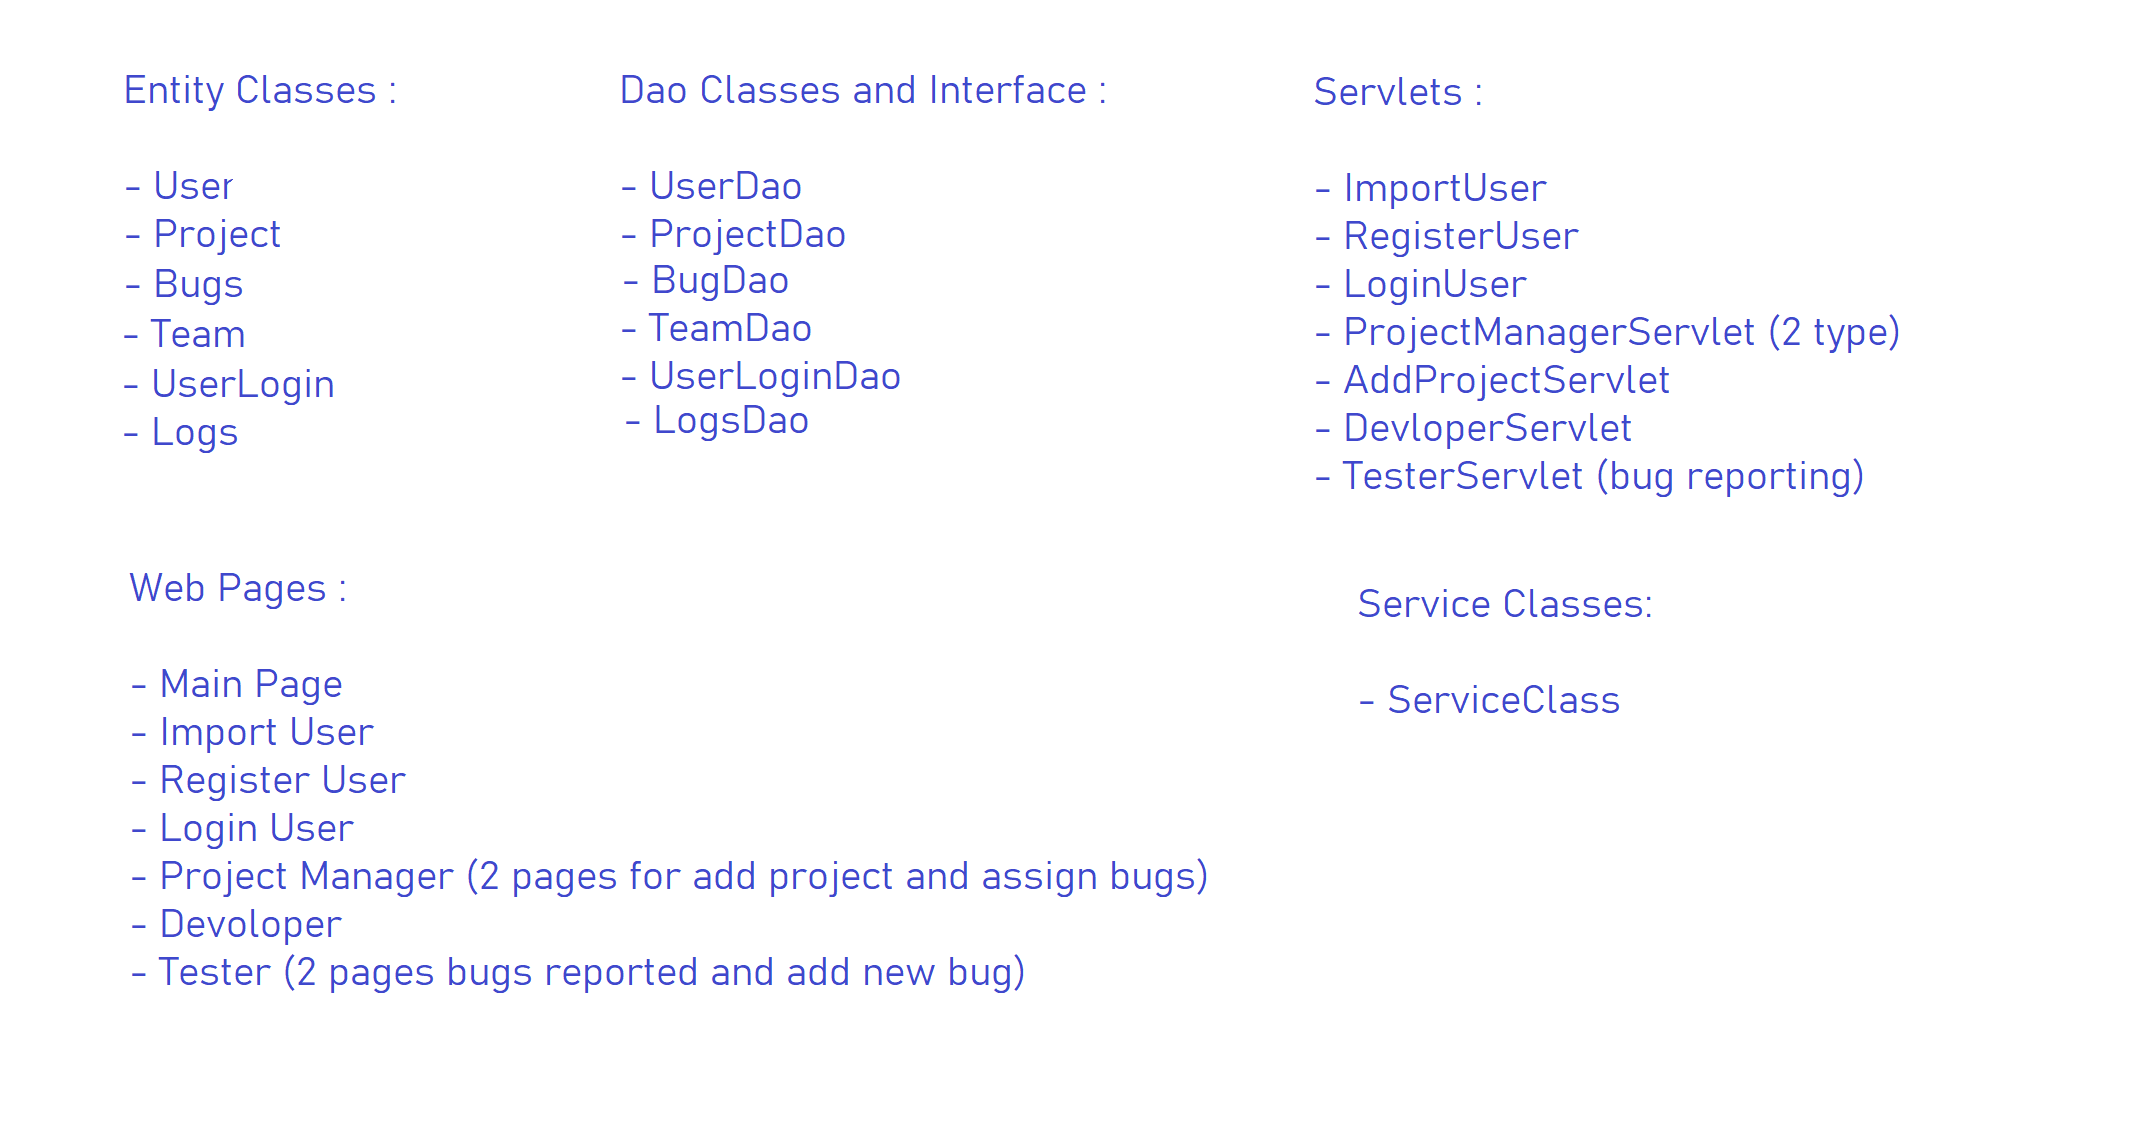 Entity Classes :
- User
- Project
- Bugs
- Team
- UserLogin
- Logs
Dao Classes and Interface :
- UserDao
- ProjectDao
- BugDao
- TeamDao
- UserLoginDao
- LogsDao
Servlets :
- ImportUser
- RegisterUser
- LoginUser
- ProjectManagerServlet (2 type)
- AddProjectServlet
- DevloperServlet
- TesterServlet (bug reporting)
Web Pages :
- Main Page
- Import User
- Register User
- Login User
- Project Manager (2 pages for add project and assign bugs)
- Devoloper
- Tester (2 pages bugs reported and add new bug)
Service Classes:
- ServiceClass